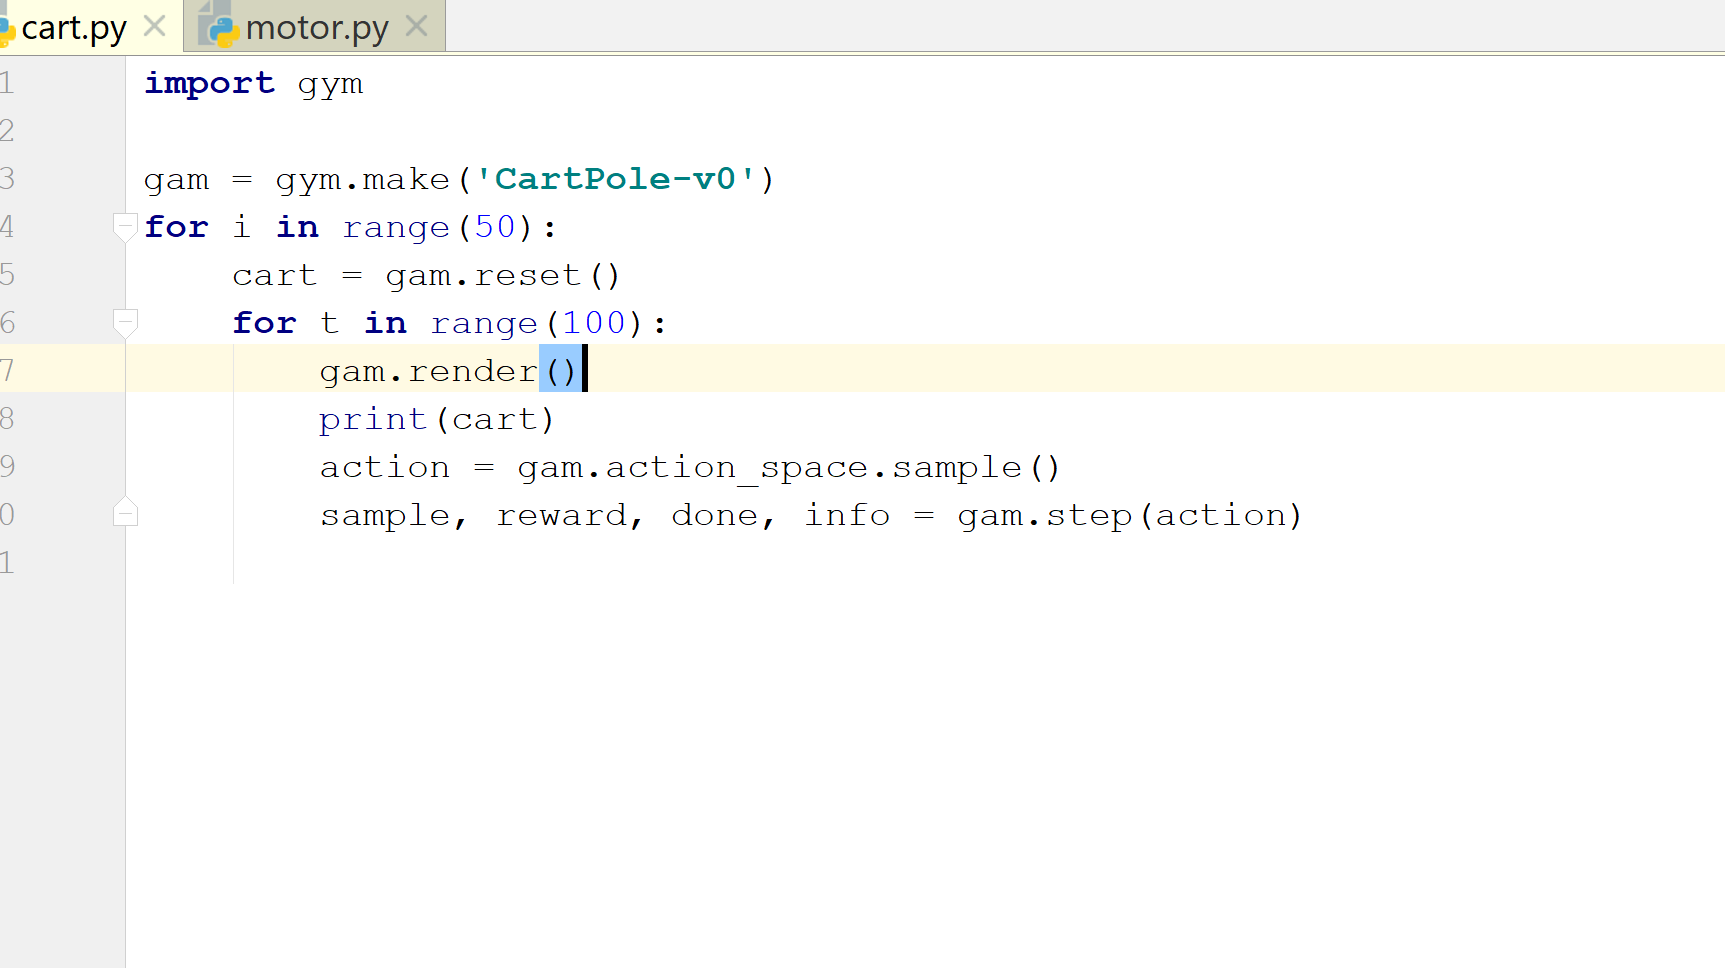 cart.py motor.py
1 import gym
2
3 gam = gym.make('CartPole-v0')
4 for i in range(50):
5 cart = gam.reset()
6 for t in range(100):
7 gam.render()
8 print(cart)
9 action = gam.action_space.sample()
0 sample, reward, done, info = gam.step(action)
1